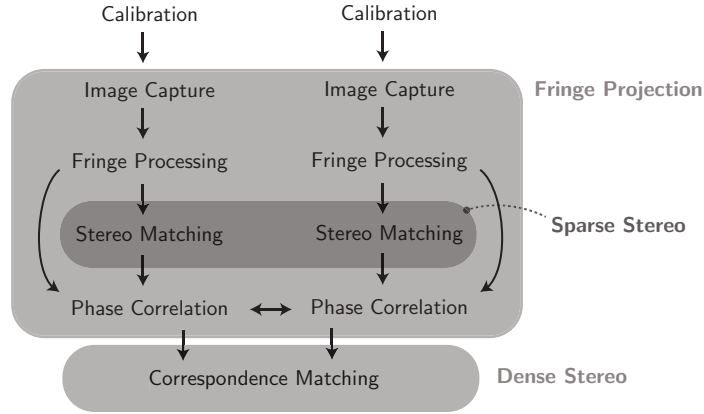 Calibration Calibration
Image Capture Image Capture Fringe Projection
Fringe Processing Fringe Processing
Stereo Matching Stereo Matching Sparse Stereo
Phase Correlation Phase Correlation
Correspondence Matching Dense Stereo